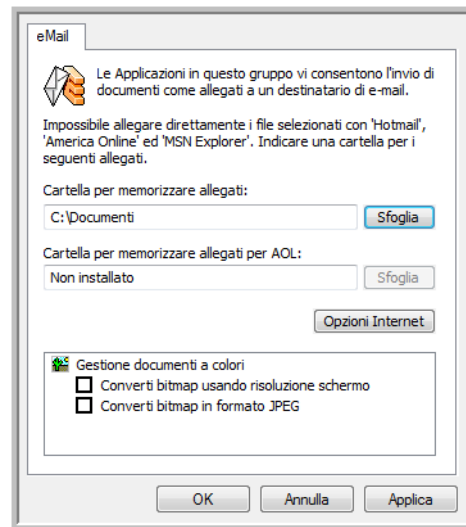 eMail
Le Applicazioni in questo gruppo vi consentono l'invio di
documenti come allegati a un destinatario di e-mail.
Impossibile allegare direttamente i file selezionati con 'Hotmail',
'America Online' ed 'MSN Explorer'. Indicare una cartella per i
seguenti allegati.
Cartella per memorizzare allegati:
C:\Documenti
Sfoglia
Cartella per memorizzare allegati per AOL:
Non installato
Sfoglia
Opzioni Internet
Gestione documenti a colori
Converti bitmap usando risoluzione schermo
Converti bitmap in formato JPEG
OK
Annulla
Applica